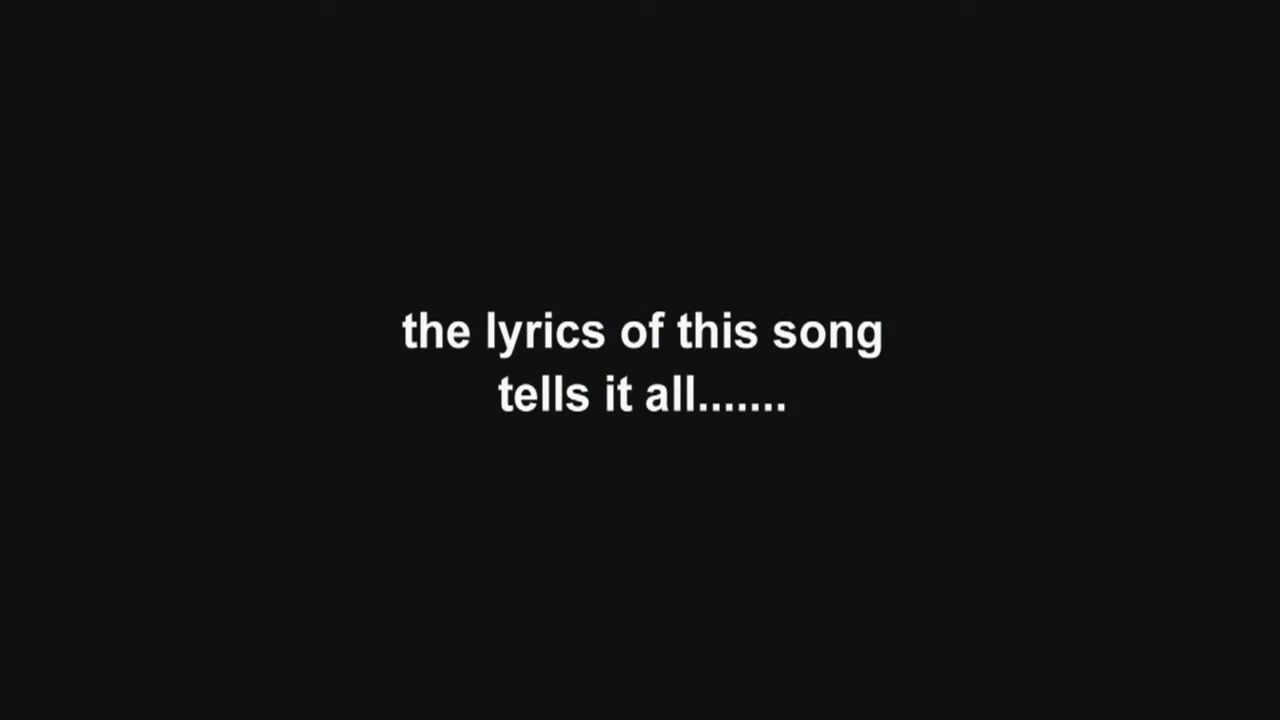 the lyrics of this song
tells it all.......